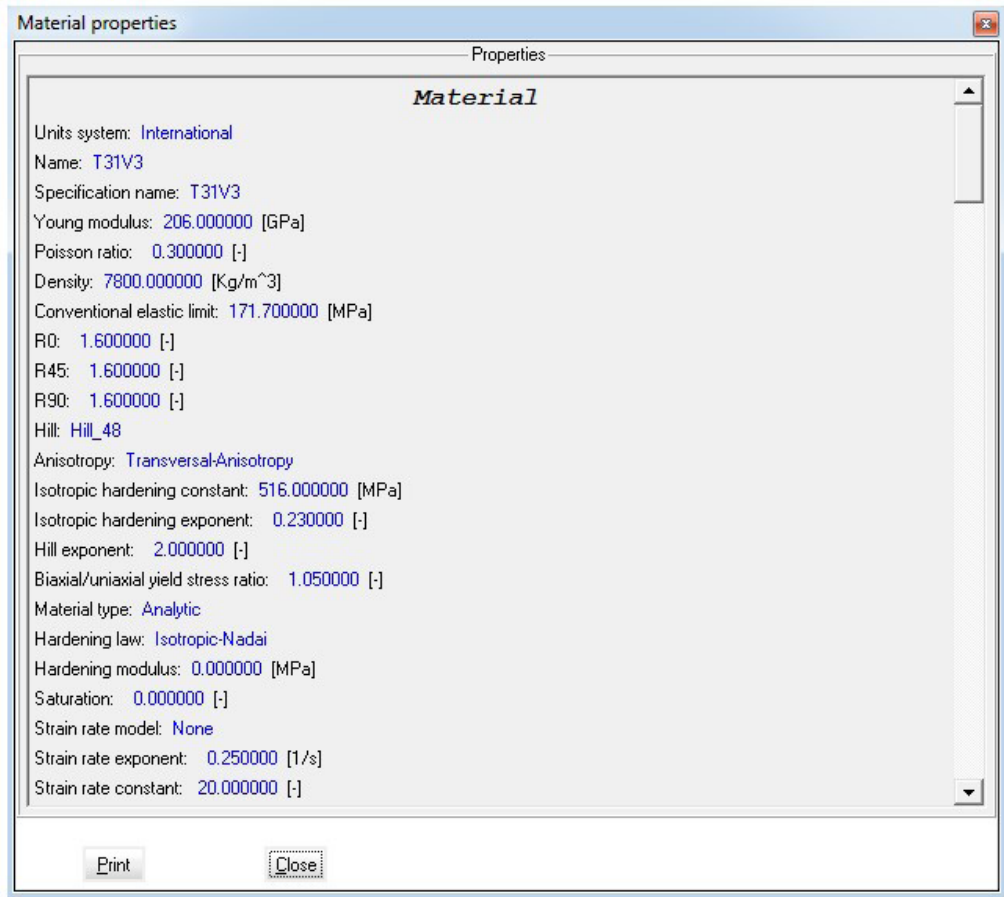 Material properties
Properties
Material
Units system: International
Name: T31V3
Specification name: T31V3
Young modulus: 206.000000 [GPa]
Poisson ratio: 0.300000 [-]
Density: 7800.000000 [Kg/m^3]
Conventional elastic limit: 171.700000 [MPa]
R0: 1.600000 [-]
R45: 1.600000 [-]
R90: 1.600000 [-]
Hill: Hill_48
Anisotropy: Transversal-Anisotropy
Isotropic hardening constant: 516.000000 [MPa]
Isotropic hardening exponent: 0.230000 [-]
Hill exponent: 2.000000 [-]
Biaxial/uniaxial yield stress ratio: 1.050000 [-]
Material type: Analytic
Hardening law: Isotropic-Nadai
Hardening modulus: 0.000000 [MPa]
Saturation: 0.000000 [-]
Strain rate model: None
Strain rate exponent: 0.250000 [1/s]
Strain rate constant: 20.000000 [-]
Print Close